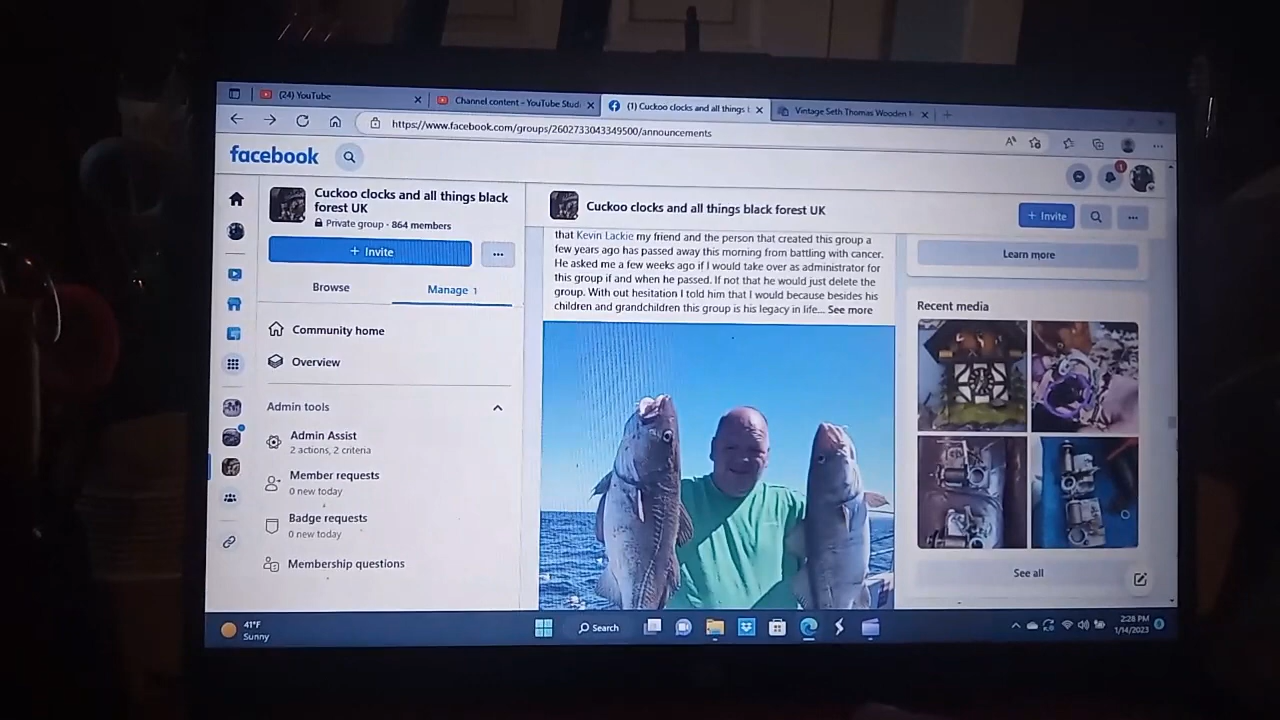 (24) YouTube
Channel content - YouTube Studi
(1) Cuckoo clocks and all things b
Vintage Seth Thomas Wooden
https://www.facebook.com/groups/2602733043349500/announcements
facebook
1
Cuckoo clocks and all things black
forest UK
Private group · 864 members
+ Invite
...
Browse
Manage 1
Community home
Overview
Admin tools
Admin Assist
2 actions, 2 criteria
Member requests
0 new today
Badge requests
0 new today
Membership questions
Cuckoo clocks and all things black forest UK
+ Invite
...
that Kevin Lackie my friend and the person that created this group a
few years ago has passed away this morning from battling with cancer.
He asked me a few weeks ago if I would take over as administrator for
this group if and when he passed. If not that he would just delete the
group. With out hesitation I told him that I would because besides his
children and grandchildren this group is his legacy in life... See more
Learn more
Recent media
See all
41°F
Sunny
Search
2:28 PM
1/14/2023